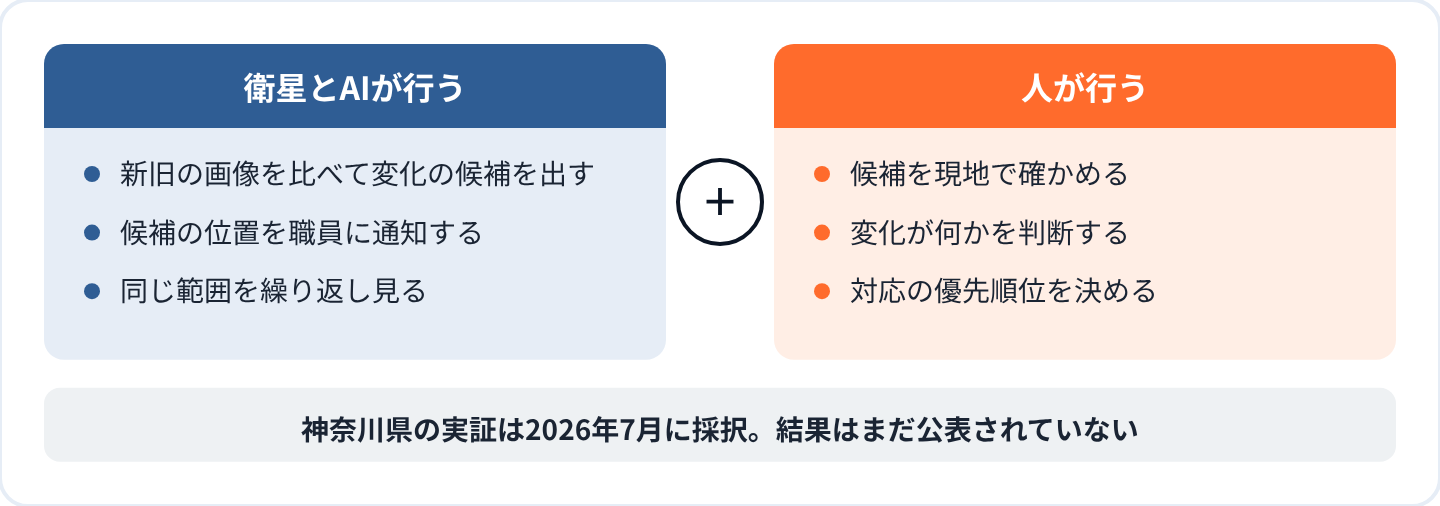 衛星とAIが行う
新旧の画像を比べて変化の候補を出す
候補の位置を職員に通知する
同じ範囲を繰り返し見る
+
人が行う
候補を現地で確かめる
変化が何かを判断する
対応の優先順位を決める
神奈川県の実証は2026年7月に採択。結果はまだ公表されていない